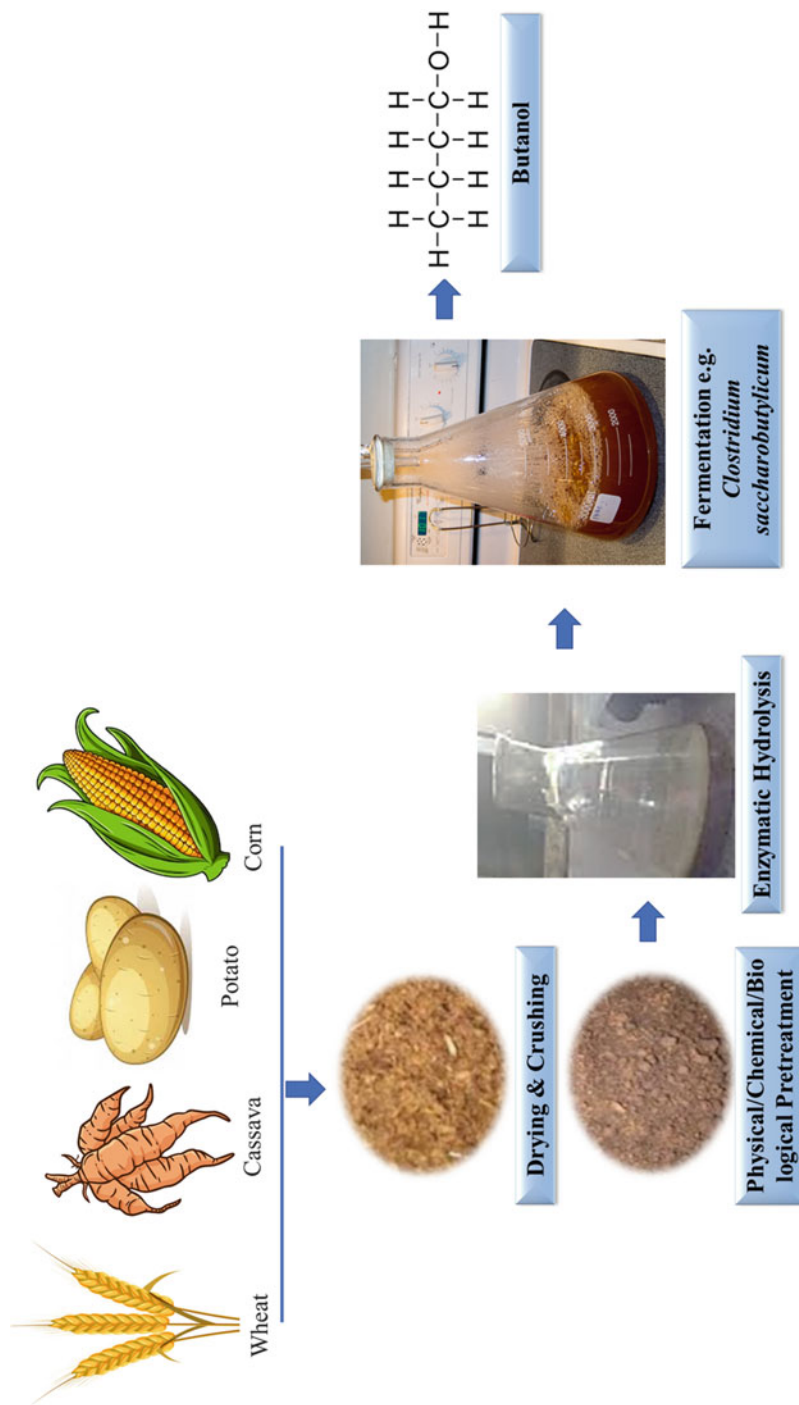 Wheat
Cassava
Potato
Corn
Drying & Crushing
Physical/Chemical/Bio
logical Pretreatment
Enzymatic Hydrolysis
Fermentation e.g.
Clostridium
saccharobutylicum
H H H H
H–C–C–C–C–O–H
H H H H
Butanol